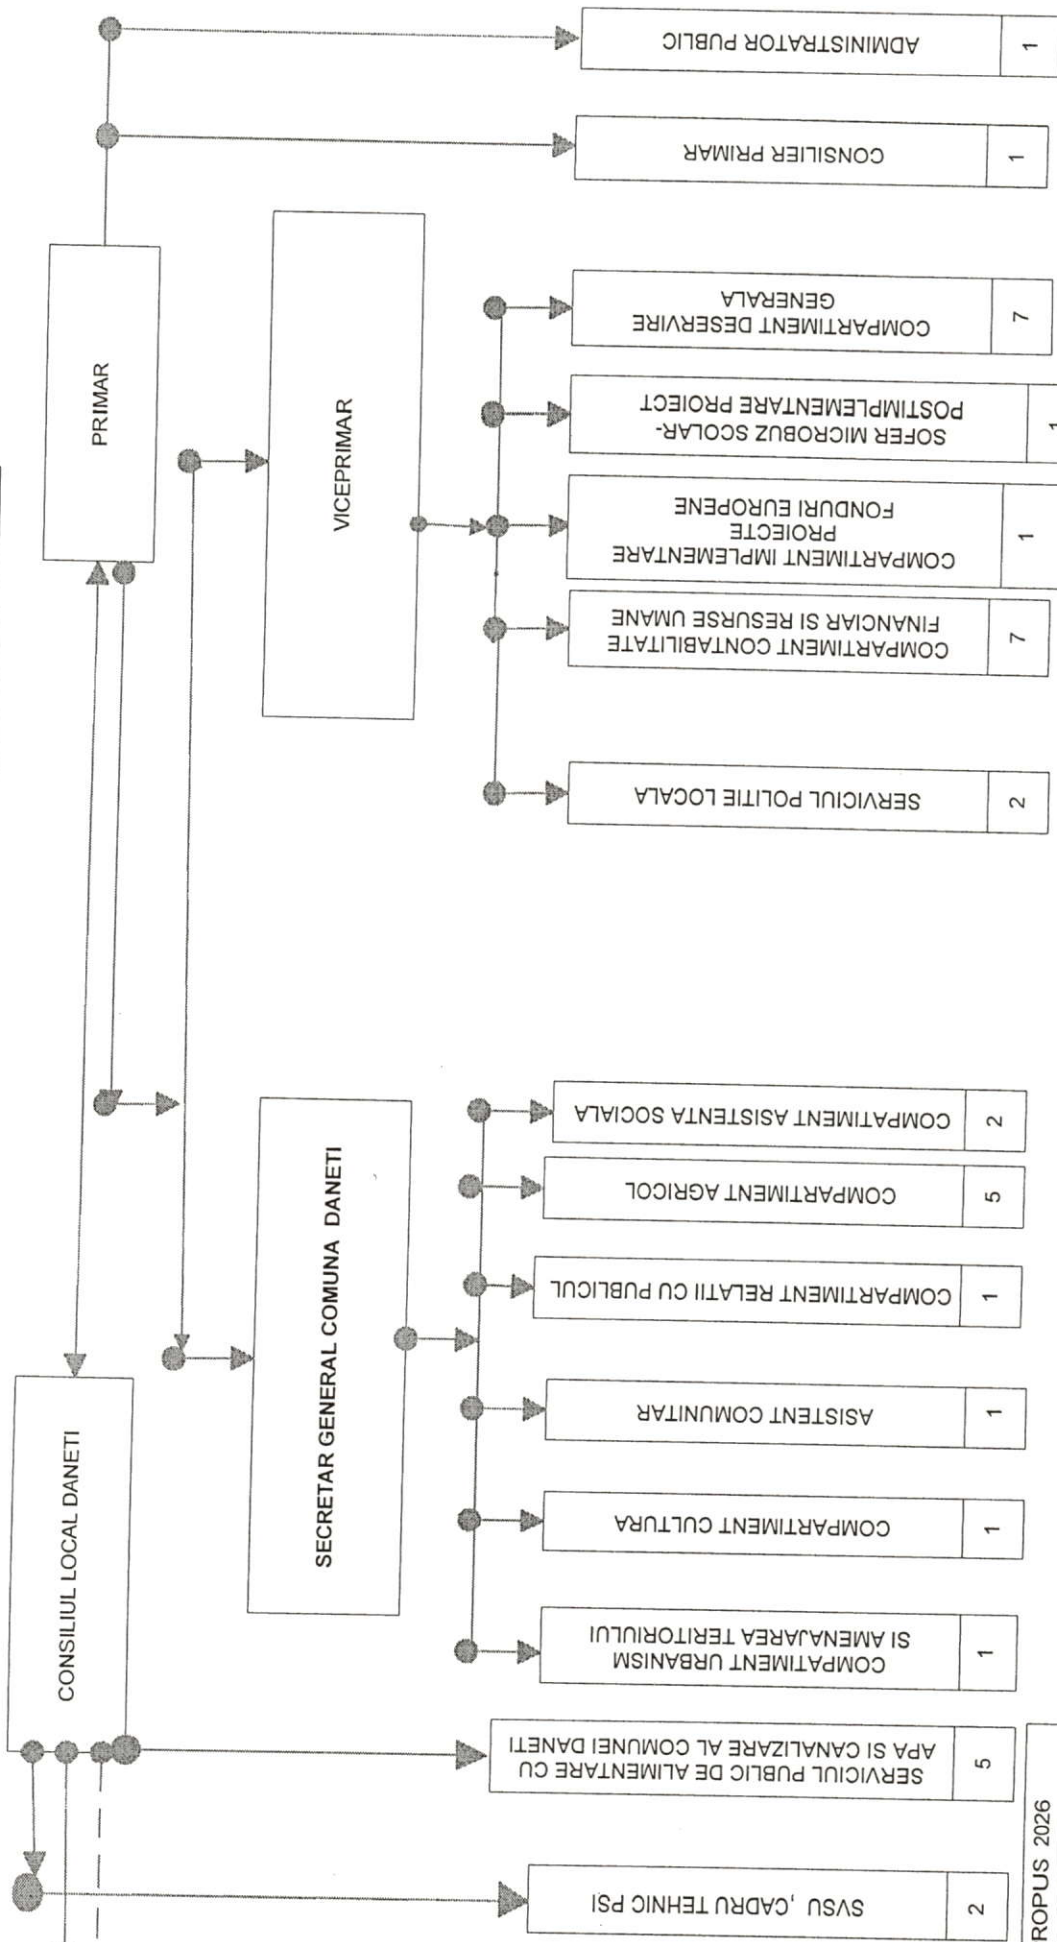 CONSILIUL LOCAL DANETI
PRIMAR
SECRETAR GENERAL COMUNA DANETI
VICEPRIMAR
SVSU , CADRU TEHNIC PSI
2
SERVICIUL PUBLIC DE ALIMENTARE CU
APA SI CANALIZARE AL COMUNEI DANETI
5
COMPATIMENT URBANISM
SI AMENAJAREA TERITORIULUI
1
COMPARTIMENT CULTURA
1
ASISTENT COMUNITAR
1
COMPARTIMENT RELATII CU PUBLICUL
1
COMPARTIMENT AGRICOL
5
COMPATIMENT ASISTENTA SOCIALA
2
SERVICIUL POLITIE LOCALA
2
COMPARTIMENT CONTABILITATE
FINANCIAR SI RESURSE UMANE
7
COMPARTIMENT IMPLEMENTARE
PROIECTE
FONDURI EUROPENE
1
SOFER MICROBUZ SCOLAR-
POSTIMPLEMENTARE PROIECT
1
COMPARTIMENT DESERVIRE
GENERALA
7
CONSILIER PRIMAR
1
ADMINISTRATOR PUBLIC
1
ROPUS 2026